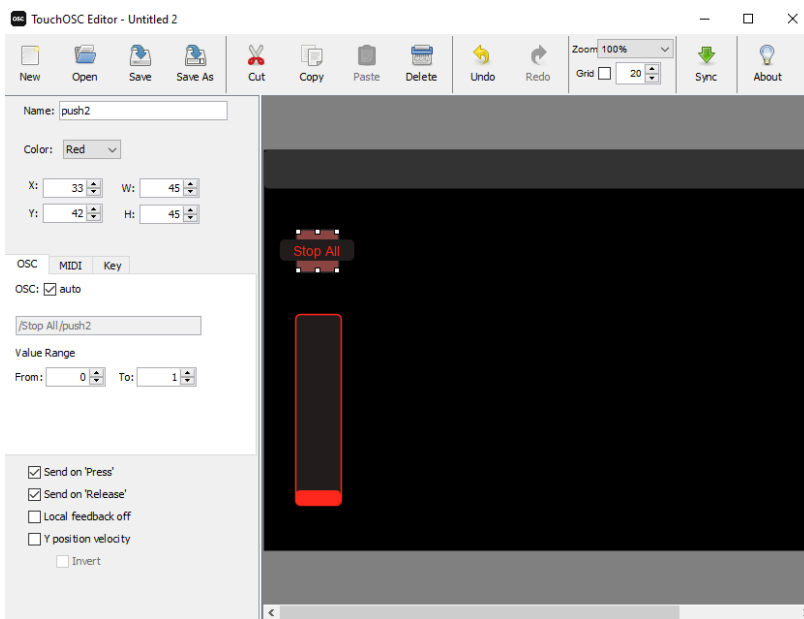 OSC TouchOSC Editor - Untitled 2
New Open Save Save As Cut Copy Paste Delete Undo Redo Zoom 100% Grid 20 Sync About
Name: push2
Color: Red
X: 33 W: 45
Y: 42 H: 45
OSC MIDI Key
OSC: auto
/Stop All/push2
Value Range
From: 0 To: 1
Send on 'Press'
Send on 'Release'
Local feedback off
Y position velocity
Invert
Stop All